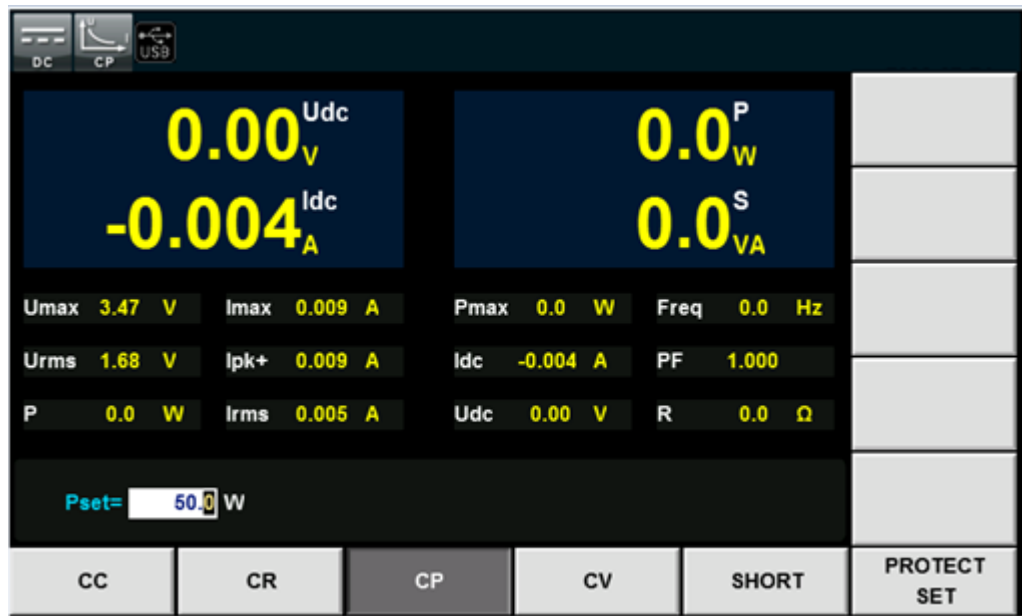 DC CP USB
U I
0.00 Udc V
-0.004 Idc A
0.0 P W
0.0 S VA
Umax 3.47 V Imax 0.009 A Pmax 0.0 W Freq 0.0 Hz
Urms 1.68 V Ipk+ 0.009 A Idc -0.004 A PF 1.000
P 0.0 W Irms 0.005 A Udc 0.00 V R 0.0 Ω
Pset= 50.0 W
CC CR CP CV SHORT PROTECT SET